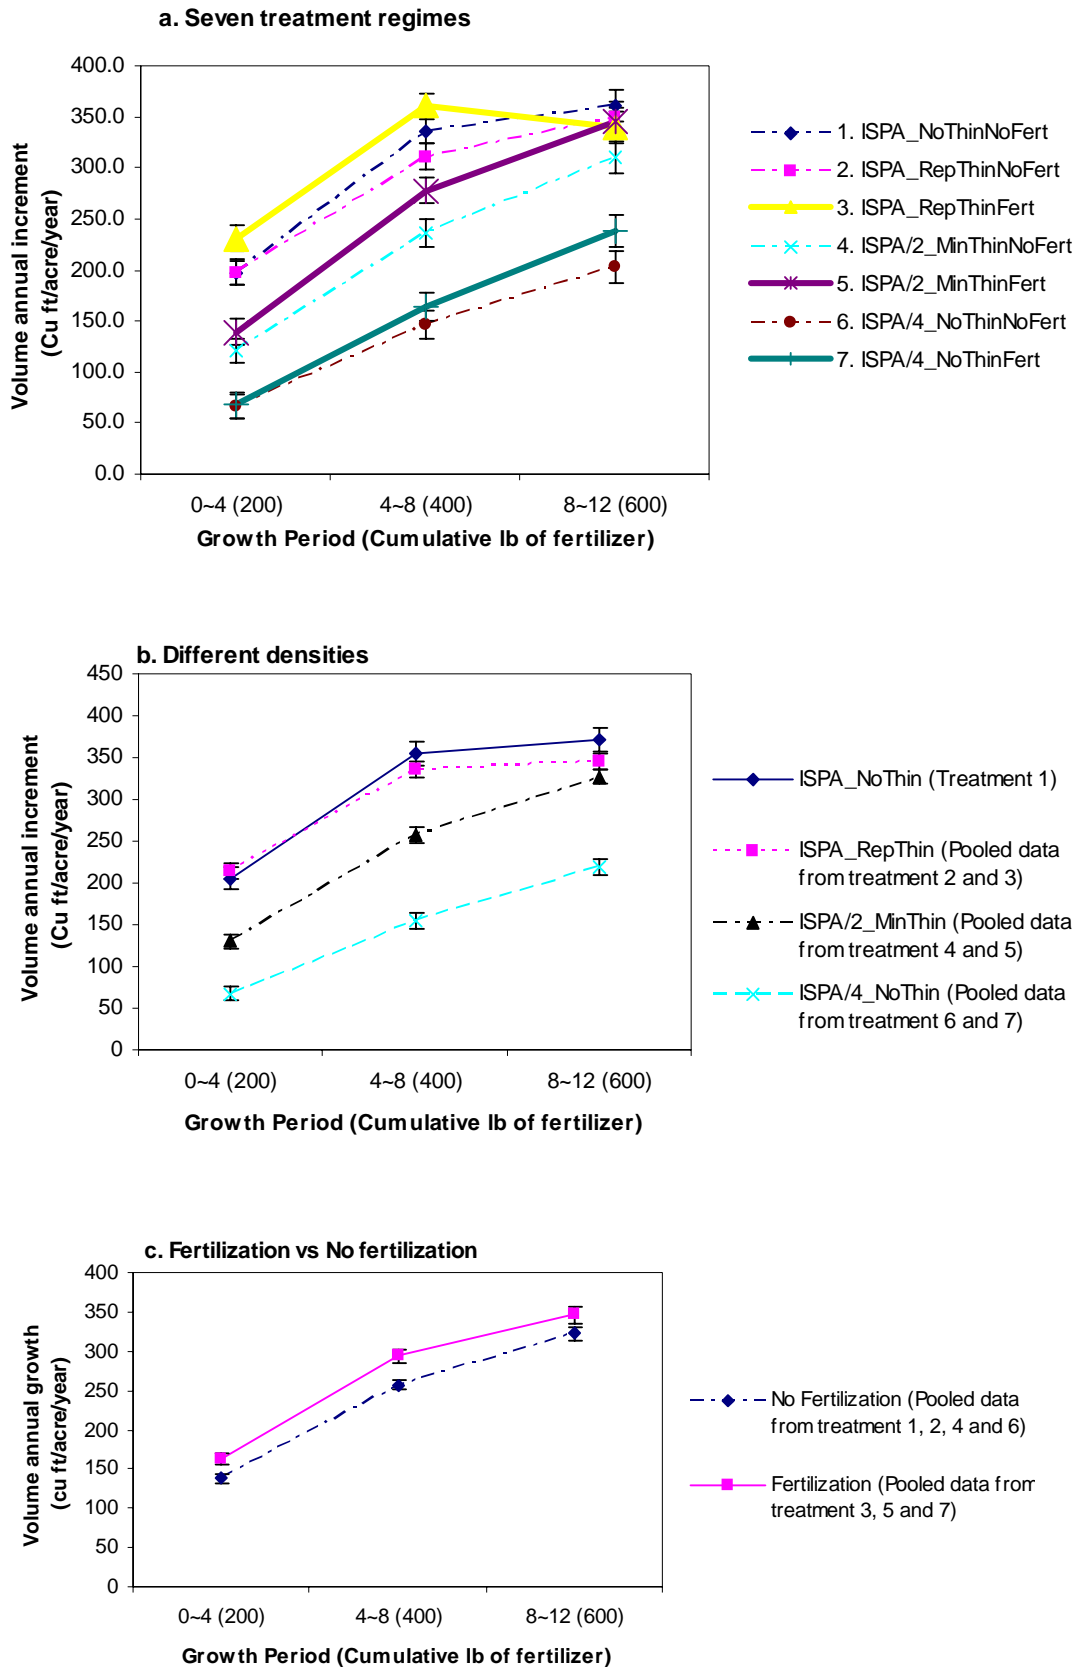 a. Seven treatment regimes
Volume annual increment
(Cu ft/acre/year)
400.0
350.0
300.0
250.0
200.0
150.0
100.0
50.0
0.0
0~4 (200)
4~8 (400)
8~12 (600)
Growth Period (Cumulative lb of fertilizer)
1. ISPA_NoThinNoFert
2. ISPA_RepThinNoFert
3. ISPA_RepThinFert
4. ISPA/2_MinThinNoFert
5. ISPA/2_MinThinFert
6. ISPA/4_NoThinNoFert
7. ISPA/4_NoThinFert
b. Different densities
Volume annual increment
(Cu ft/acre/year)
450
400
350
300
250
200
150
100
50
0
0~4 (200)
4~8 (400)
8~12 (600)
Growth Period (Cumulative lb of fertilizer)
ISPA_NoThin (Treatment 1)
ISPA_RepThin (Pooled data
from treatment 2 and 3)
ISPA/2_MinThin (Pooled data
from treatment 4 and 5)
ISPA/4_NoThin (Pooled data
from treatment 6 and 7)
c. Fertilization vs No fertilization
Volume annual growth
(cu ft/acre/year)
400
350
300
250
200
150
100
50
0
0~4 (200)
4~8 (400)
8~12 (600)
Growth Period (Cumulative lb of fertilizer)
No Fertilization (Pooled data
from treatment 1, 2, 4 and 6)
Fertilization (Pooled data from
treatment 3, 5 and 7)